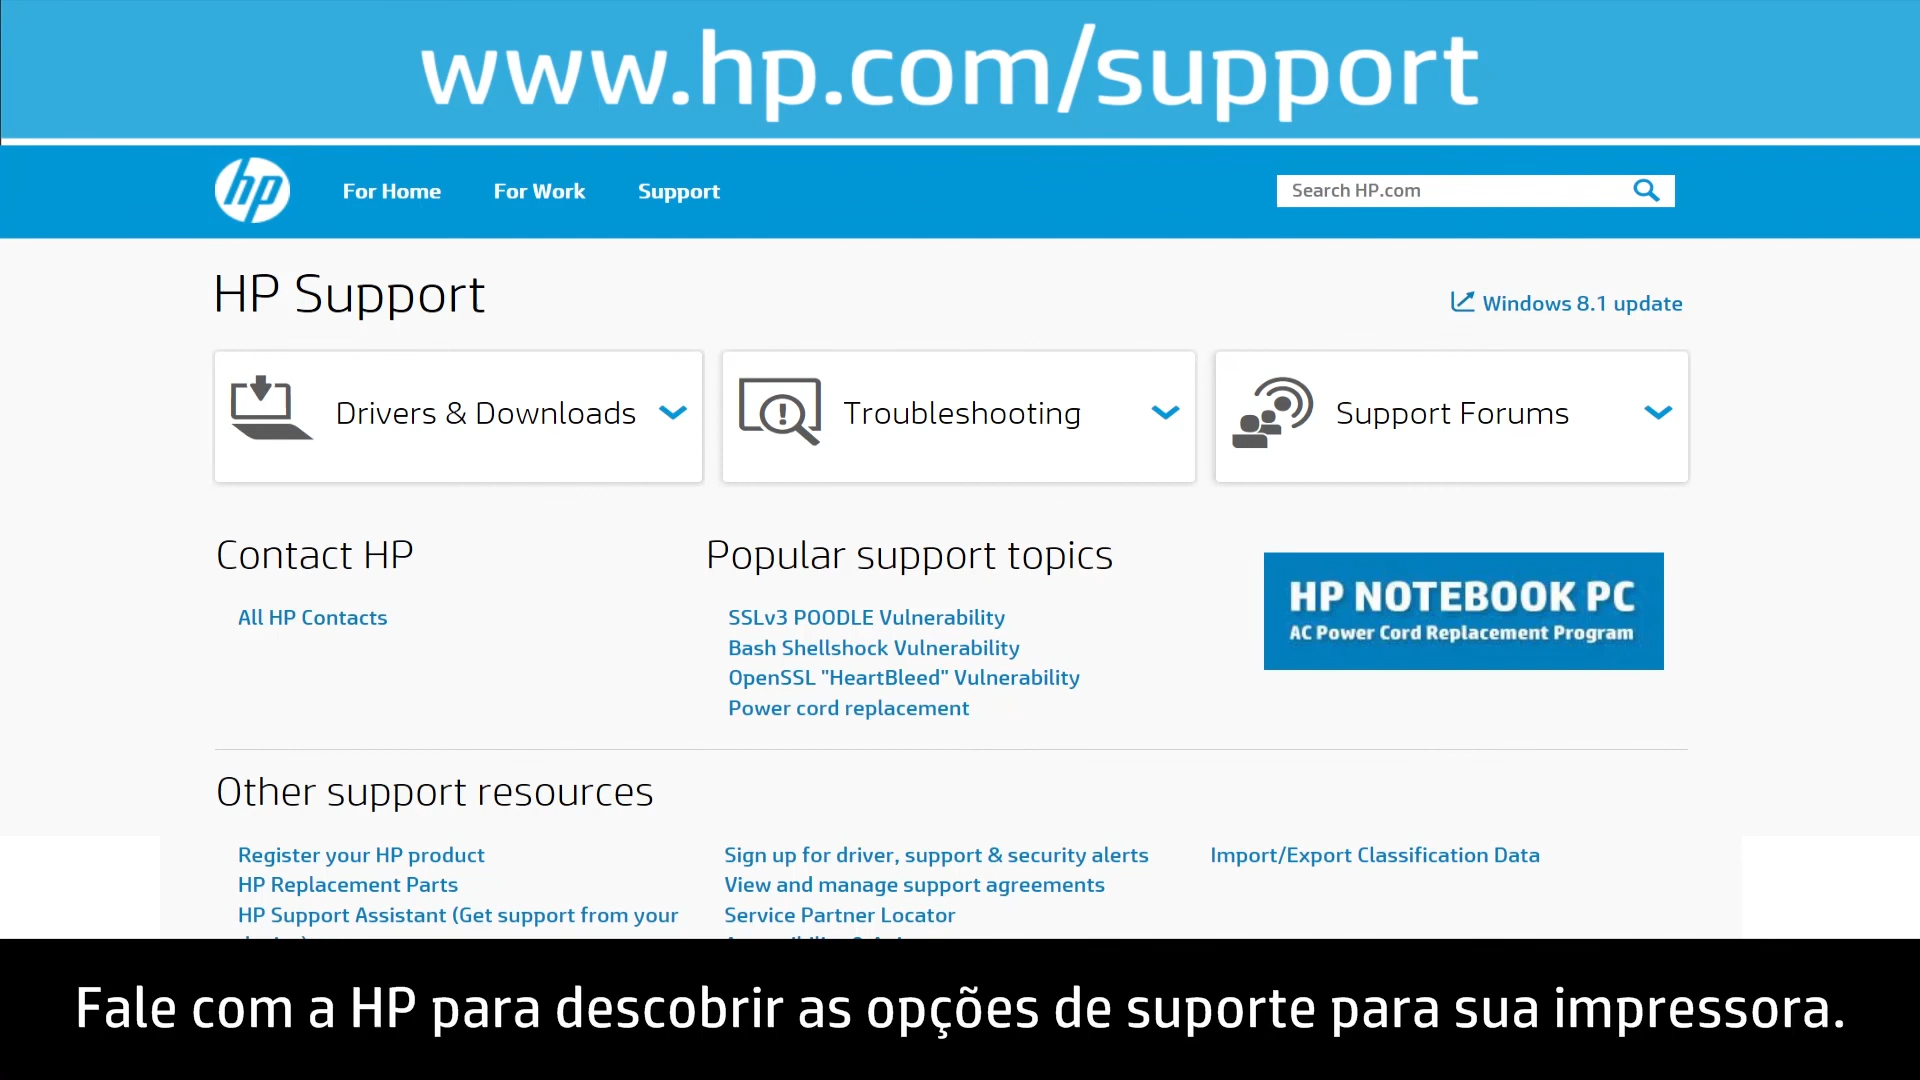 www.hp.com/support
hp For Home For Work Support Search HP.com
HP Support
Windows 8.1 update
Drivers & Downloads Troubleshooting Support Forums
Contact HP
All HP Contacts
Popular support topics
SSLv3 POODLE Vulnerability
Bash Shellshock Vulnerability
OpenSSL "HeartBleed" Vulnerability
Power cord replacement
HP NOTEBOOK PC
AC Power Cord Replacement Program
Other support resources
Register your HP product
HP Replacement Parts
HP Support Assistant (Get support from your
Sign up for driver, support & security alerts
View and manage support agreements
Service Partner Locator
Import/Export Classification Data
Fale com a HP para descobrir as opções de suporte para sua impressora.